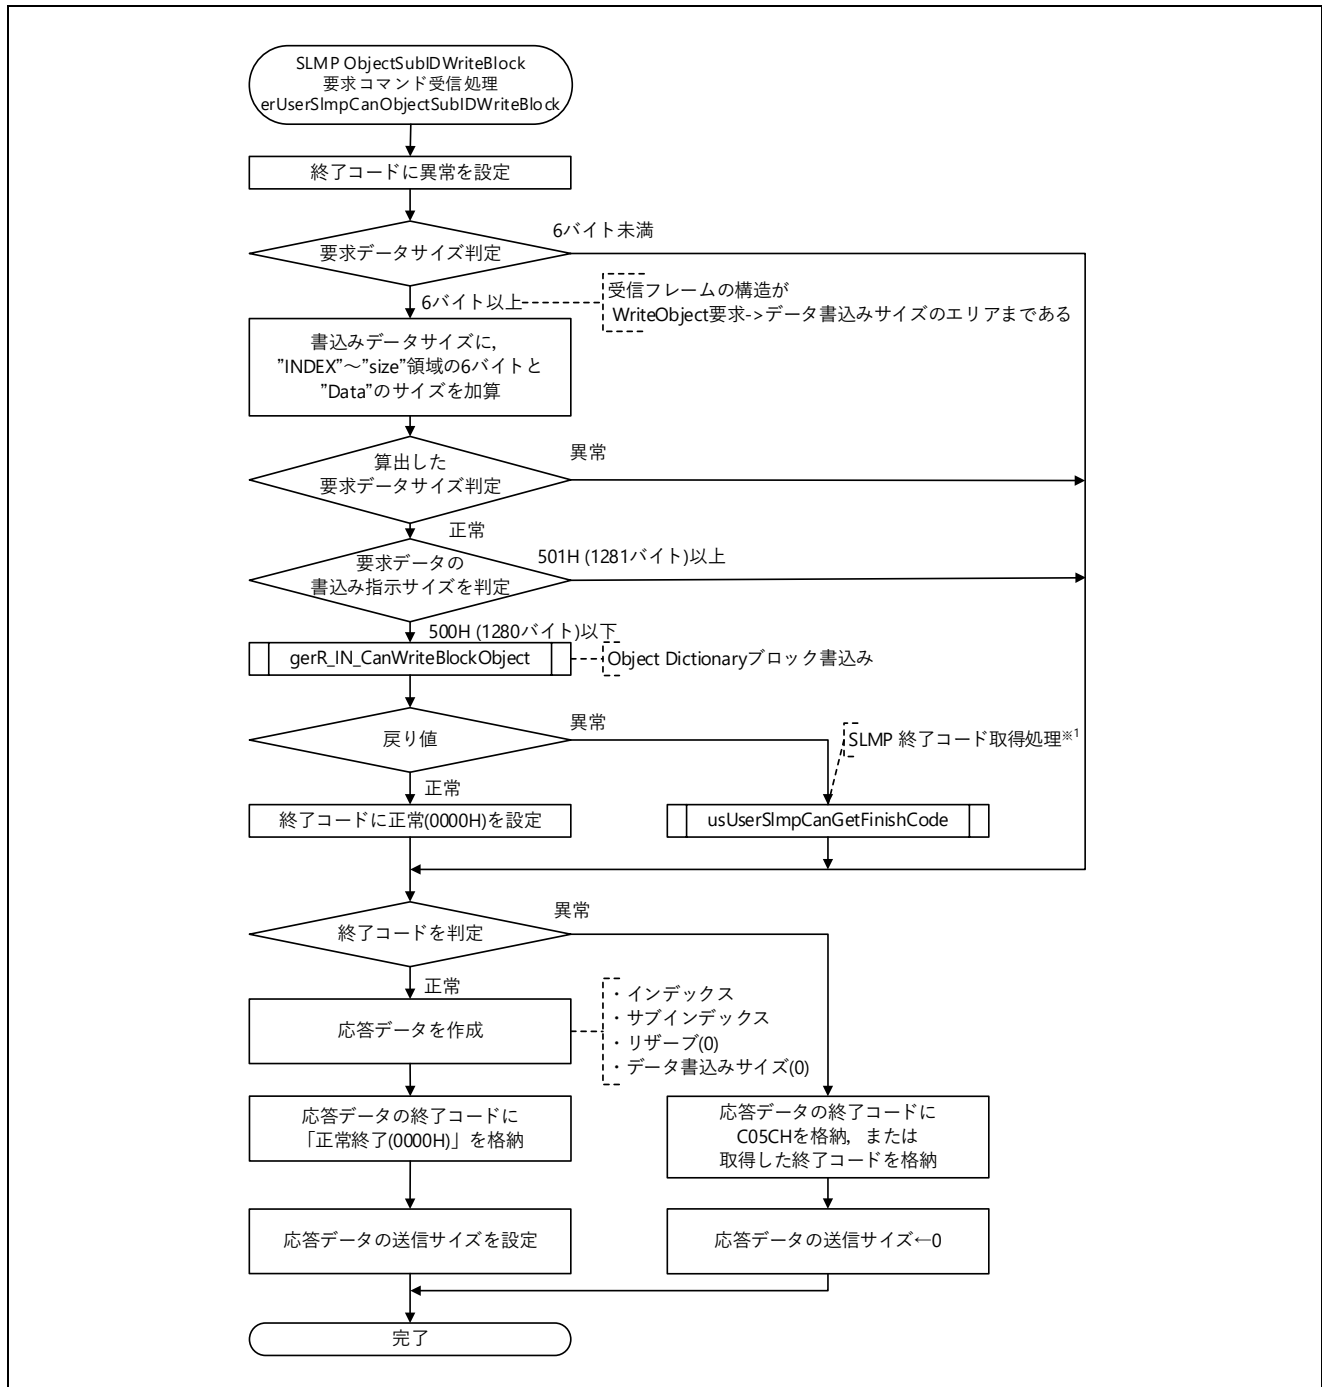 SLMP ObjectSubIDWriteBlock
要求コマンド受信処理
erUserSlmpCanObjectSubIDWriteBlock
終了コードに異常を設定
6バイト未満
要求データサイズ判定
6バイト以上
受信フレームの構造が
WriteObject要求->データ書込みサイズのエリアまである
書込みデータサイズに,
”INDEX”～”size”領域の6バイトと
”Data”のサイズを加算
異常
算出した
要求データサイズ判定
正常
501H (1281バイト)以上
要求データの
書込み指示サイズを判定
500H (1280バイト)以下
gerR_IN_CanWriteBlockObject
Object Dictionaryブロック書込み
異常
戻り値
SLMP 終了コード取得処理※1
正常
終了コードに正常(0000H)を設定
usUserSlmpCanGetFinishCode
異常
終了コードを判定
正常
応答データを作成
・インデックス
・サブインデックス
・リザーブ(0)
・データ書込みサイズ(0)
応答データの終了コードに
「正常終了(0000H)」を格納
応答データの終了コードに
C05CHを格納，または
取得した終了コードを格納
応答データの送信サイズを設定
応答データの送信サイズ←0
完了